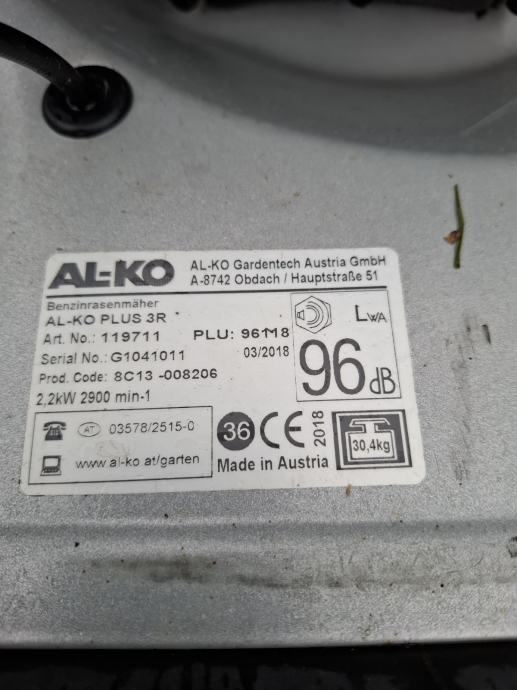 AL-KO
AL-KO Gardentech Austria GmbH
A-8742 Obdach / Hauptstraße 51
Benzinrasenmäher
AL-KO PLUS 3R
Art. No.: 119711 PLU: 96118
Serial No.: G1041011 03/2018
Prod. Code: 8C13 -008206
2,2kW 2900 min-1
LWA
96 dB
AT 03578/2515-0
www.al-ko.at/garten
36 CE 2018
Made in Austria
30,4kg